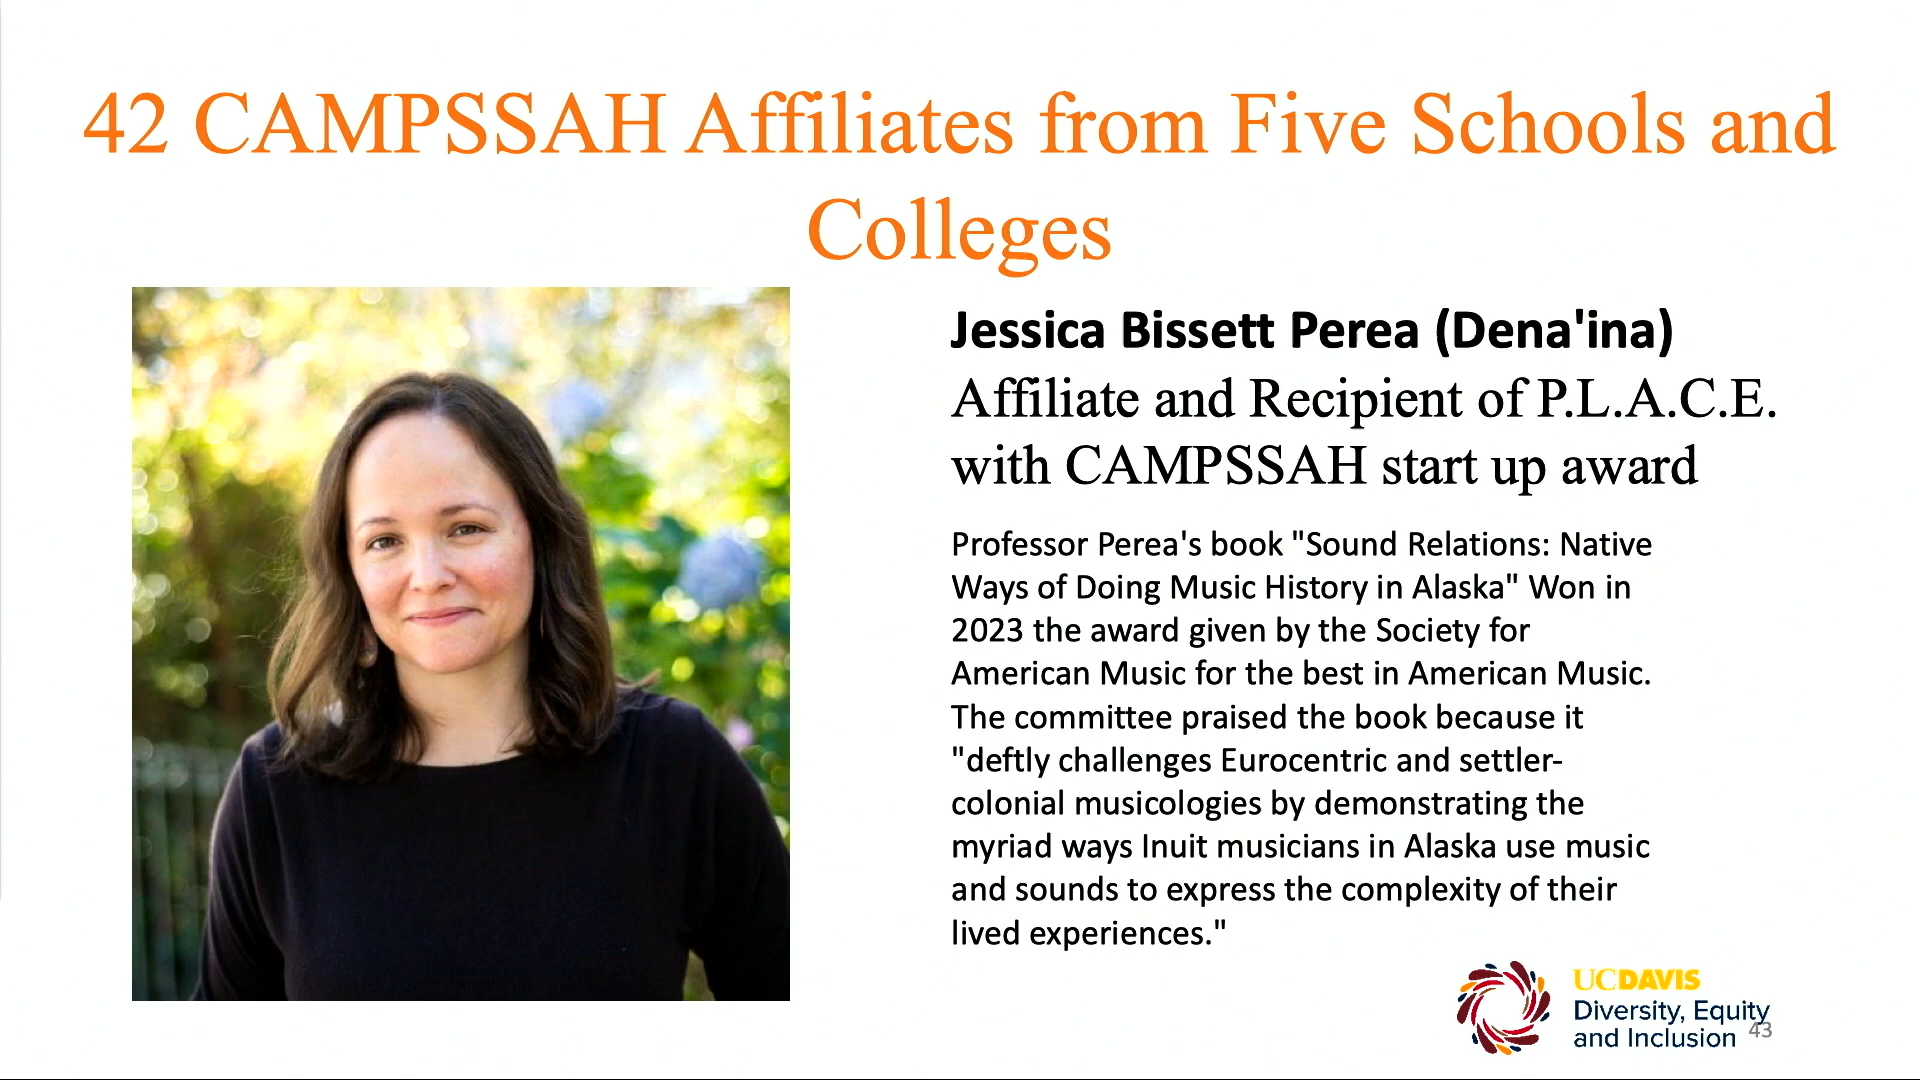 42 CAMPSSAH Affiliates from Five Schools and
Colleges
Jessica Bissett Perea (Dena'ina)
Affiliate and Recipient of P.L.A.C.E.
with CAMPSSAH start up award
Professor Perea's book "Sound Relations: Native
Ways of Doing Music History in Alaska" Won in
2023 the award given by the Society for
American Music for the best in American Music.
The committee praised the book because it
"deftly challenges Eurocentric and settler-
colonial musicologies by demonstrating the
myriad ways Inuit musicians in Alaska use music
and sounds to express the complexity of their
lived experiences."
UCDAVIS
Diversity, Equity
and Inclusion
43